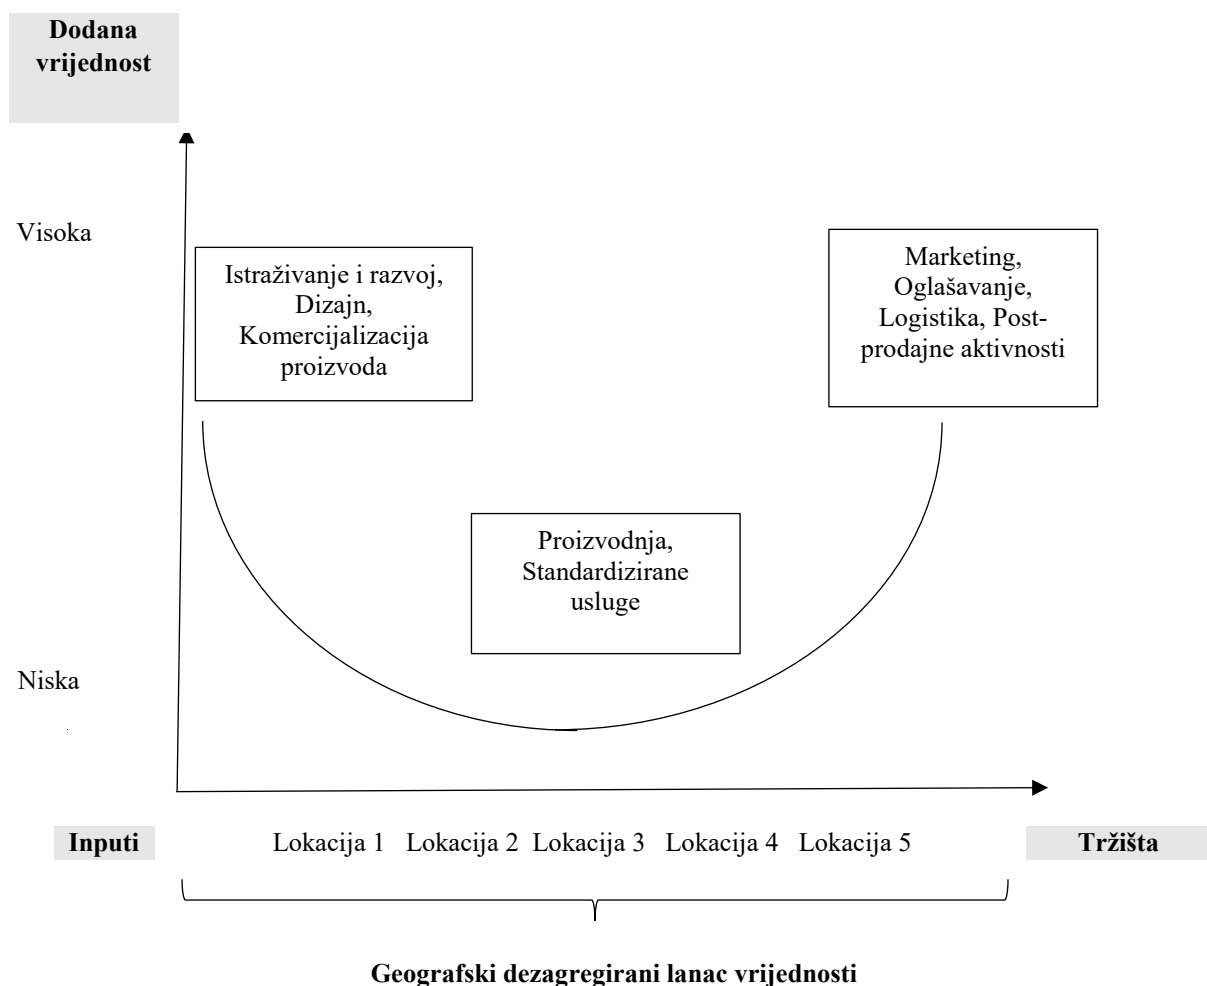 Dodana
vrijednost
Visoka
Istraživanje i razvoj,
Dizajn,
Komercijalizacija
proizvoda
Marketing,
Oglašavanje,
Logistika, Post-
prodajne aktivnosti
Proizvodnja,
Standardizirane
usluge
Niska
Inputi
Lokacija 1 Lokacija 2 Lokacija 3 Lokacija 4 Lokacija 5
Tržišta
Geografski dezagregirani lanac vrijednosti